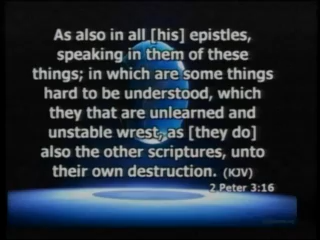 As also in all [his] epistles,
speaking in them of these
things; in which are some things
hard to be understood, which
they that are unlearned and
unstable wrest, as [they do]
also the other scriptures, unto
their own destruction. (KJV)
2 Peter 3:16